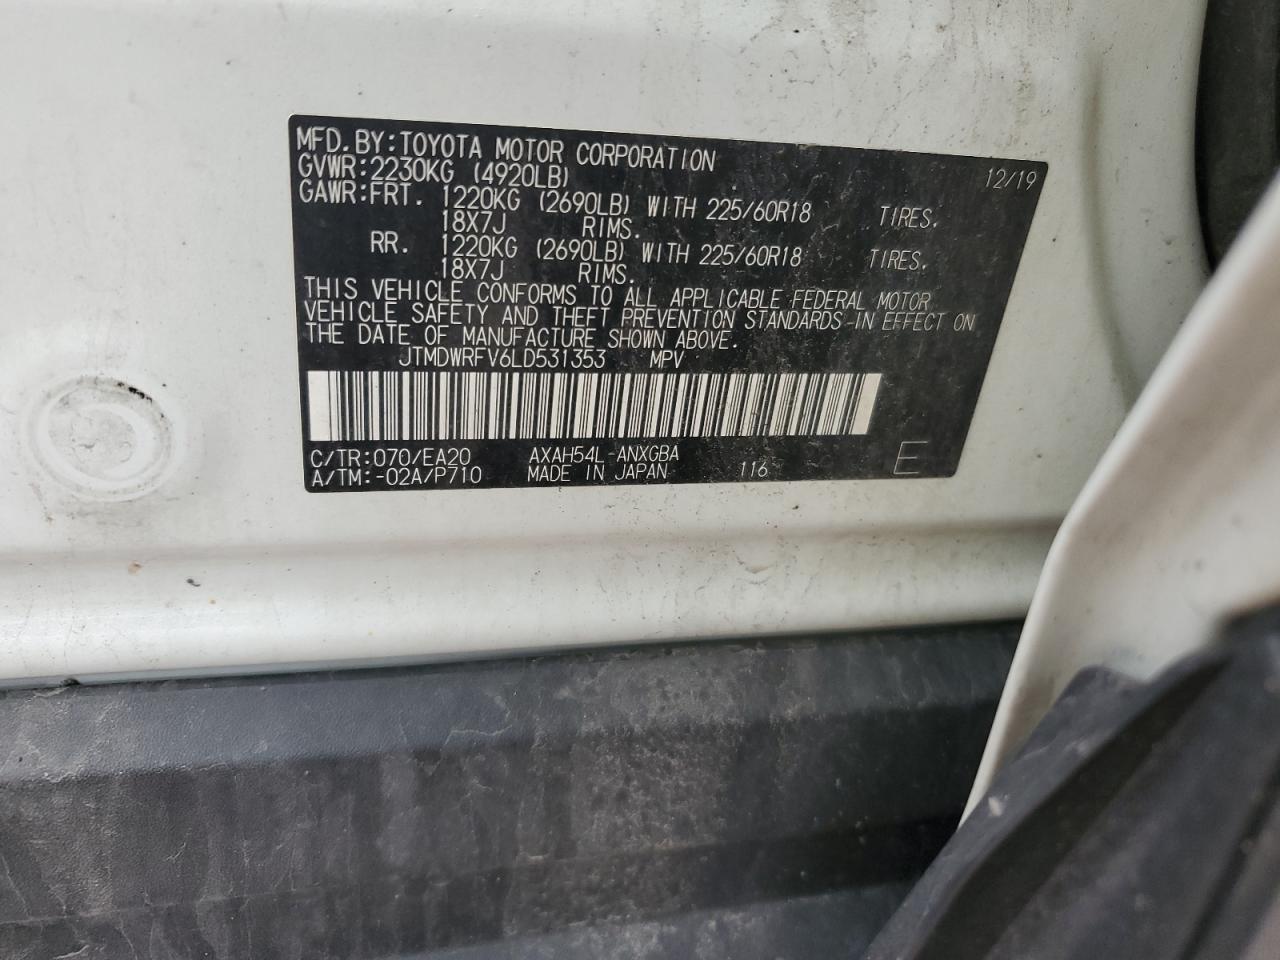 MFD.BY:TOYOTA MOTOR CORPORATION 12/19
GVWR:2230KG (4920LB)
GAWR:FRT. 1220KG (2690LB) WITH 225/60R18 TIRES.
18X7J RIMS.
RR. 1220KG (2690LB) WITH 225/60R18 TIRES.
18X7J RIMS.
THIS VEHICLE CONFORMS TO ALL APPLICABLE FEDERAL MOTOR
VEHICLE SAFETY AND THEFT PREVENTION STANDARDS IN EFFECT ON
THE DATE OF MANUFACTURE SHOWN ABOVE.
JTMDWRFV6LD531353 MPV
C/TR:070/EA20 AXAH54L-ANXGBA
A/TM:-02A/P710 MADE IN JAPAN 116 E